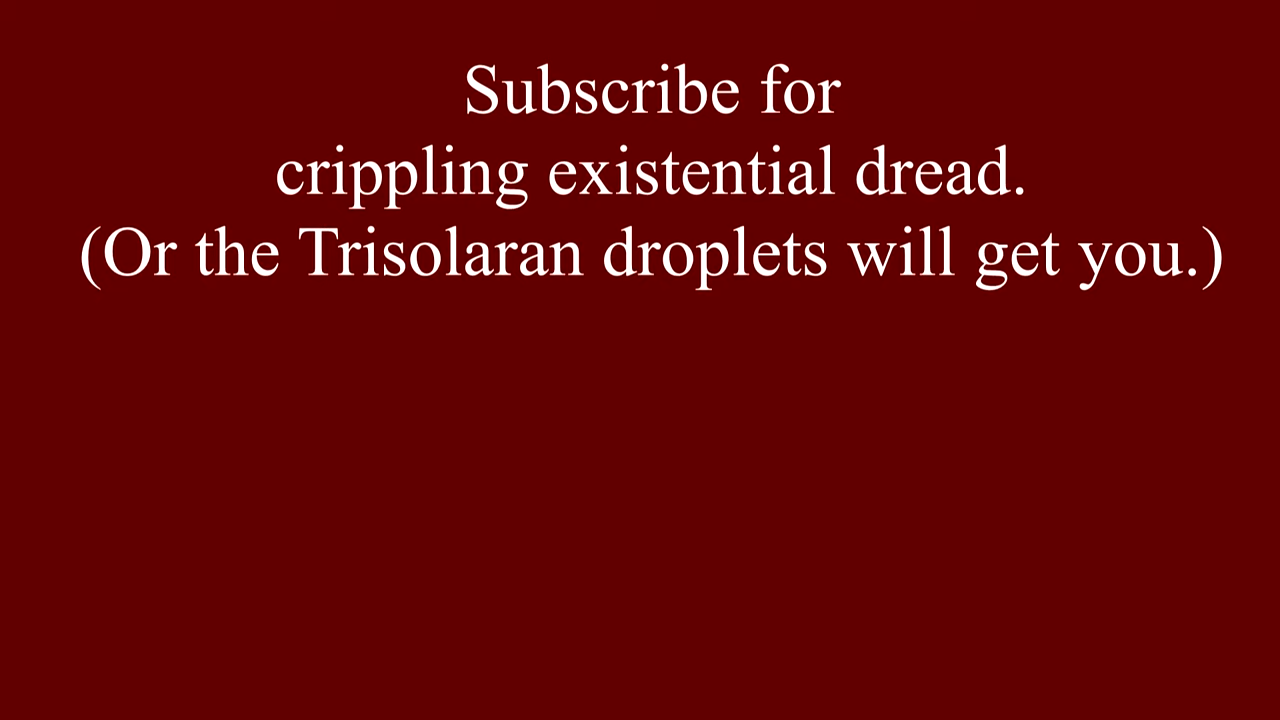 Subscribe for
crippling existential dread.
(Or the Trisolaran droplets will get you.)